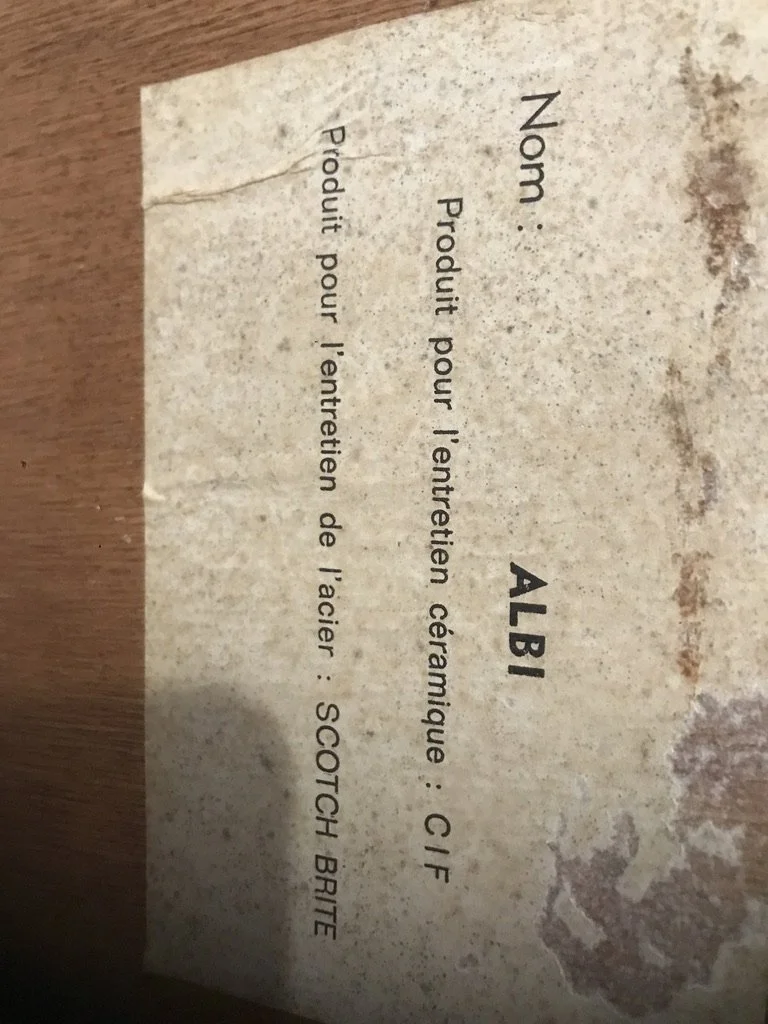 Nom : ALBI
Produit pour l'entretien céramique : CIF
Produit pour l'entretien de l'acier : SCOTCH BRITE